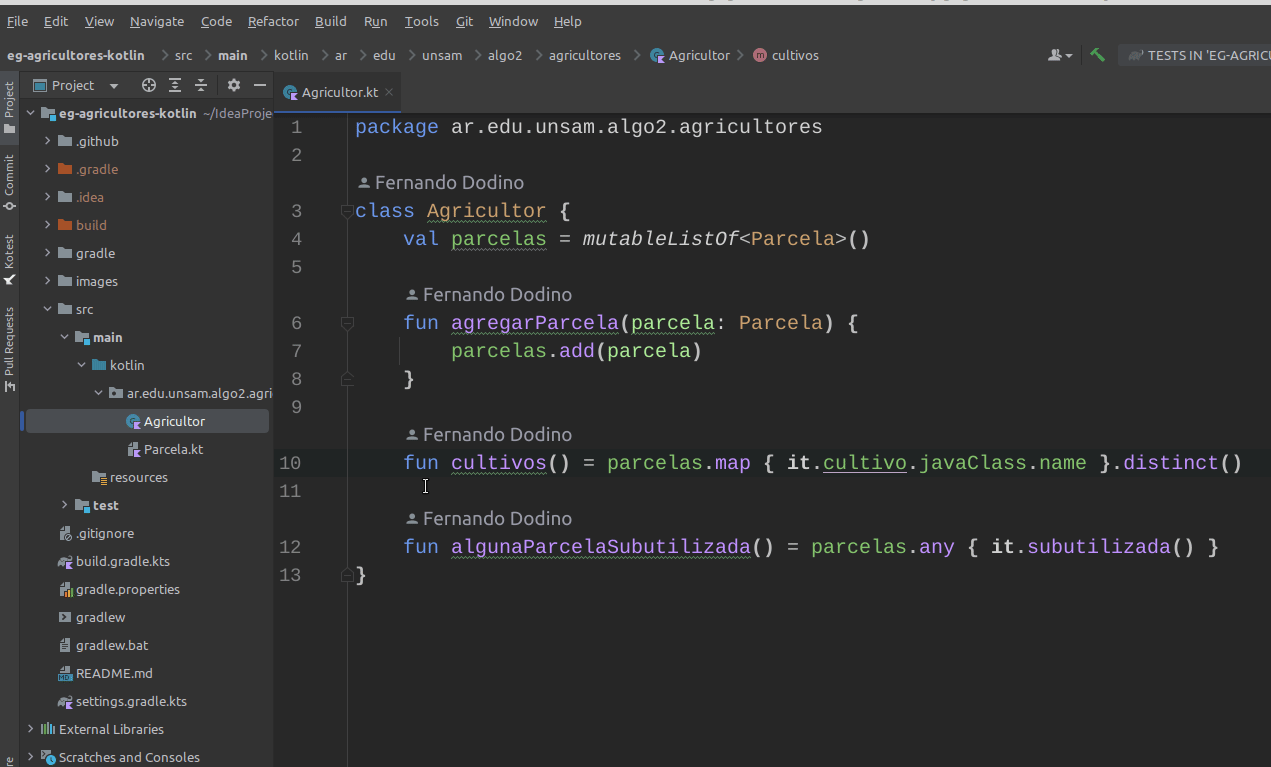 File Edit View Navigate Code Refactor Build Run Tools Git Window Help
eg-agricultores-kotlin src main kotlin ar edu unsam algo2 agricultores Agricultor m cultivos TESTS IN 'EG-AGRICU
Project
Agricultor.kt
Project
Commit
Kotest
Pull Requests
eg-agricultores-kotlin ~/IdeaProje
.github
.gradle
.idea
build
gradle
images
src
main
kotlin
ar.edu.unsam.algo2.agri
Agricultor
Parcela.kt
resources
test
.gitignore
build.gradle.kts
gradle.properties
gradlew
gradlew.bat
README.md
settings.gradle.kts
External Libraries
Scratches and Consoles
1 package ar.edu.unsam.algo2.agricultores
2
Fernando Dodino
3 class Agricultor {
4 val parcelas = mutableListOf<Parcela>()
5
Fernando Dodino
6 fun agregarParcela(parcela: Parcela) {
7 parcelas.add(parcela)
8 }
9
Fernando Dodino
10 fun cultivos() = parcelas.map { it.cultivo.javaClass.name }.distinct()
11
Fernando Dodino
12 fun algunaParcelaSubutilizada() = parcelas.any { it.subutilizada() }
13 }